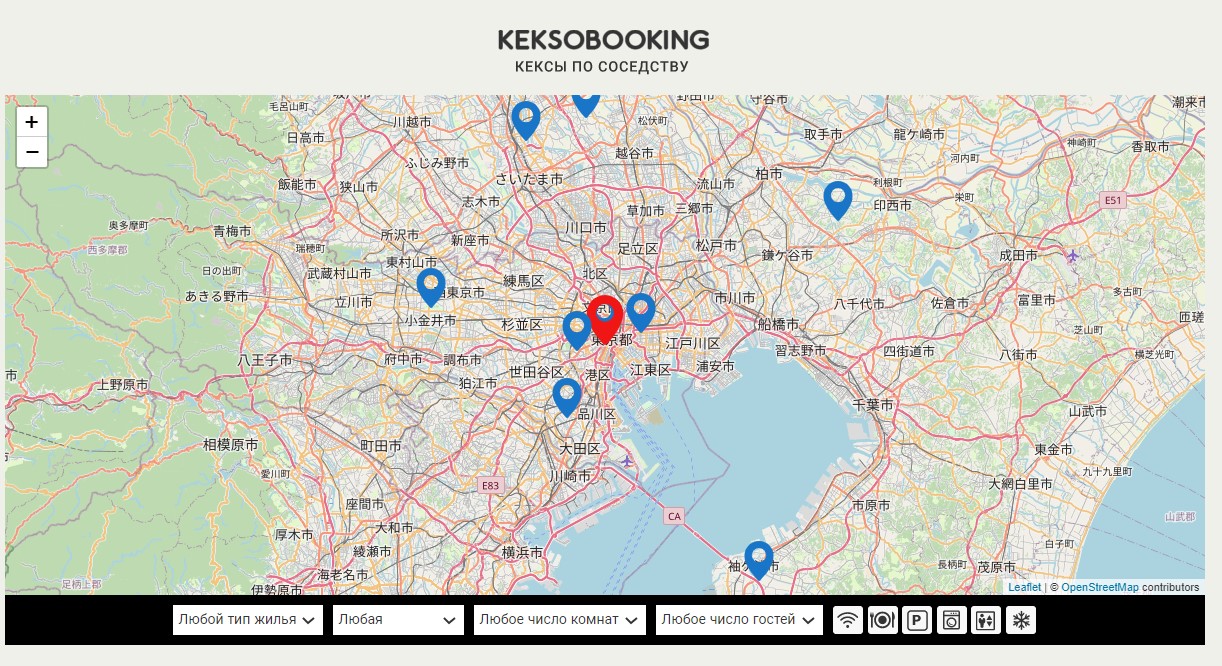 KEKSOBOOKING
КЕКСЫ ПО СОСЕДСТВУ
+
−
毛呂山町
野田市
守谷市
潮来市
川越市
松伏町
日高市
取手市
龍ケ崎市
神崎町
香取市
ふじみ野市
越谷市
河内町
飯能市
狭山市
さいたま市
流山市
柏市
利根町
栄町
E51
志木市
草加市
三郷市
印西市
奥多摩町
青梅市
所沢市
新座市
川口市
足立区
松戸市
西多摩郡
瑞穂町
鎌ケ谷市
成田市
東村山市
日の出町
武蔵村山市
練馬区
北区
あきる野市
立川市
西東京市
市川市
八千代市
佐倉市
富里市
多古町
小金井市
杉並区
船橋市
芝山町
匝瑳
東京都
江戸川区
習志野市
四街道市
八街市
横芝光町
八王子市
府中市
調布市
市
上野原市
狛江市
世田谷区
港区
江東区
浦安市
千葉市
山武市
品川区
相模原市
町田市
大田区
東金市
愛川町
川崎市
九十九里町
E83
大網白里市
座間市
市原市
CA
山武郡
厚木市
大和市
綾瀬市
横浜市
白子町
海老名市
長柄町
茂原市
足柄上郡
伊勢原市
Leaflet | © OpenStreetMap contributors
Любой тип жилья
Любая
Любое число комнат
Любое число гостей
P